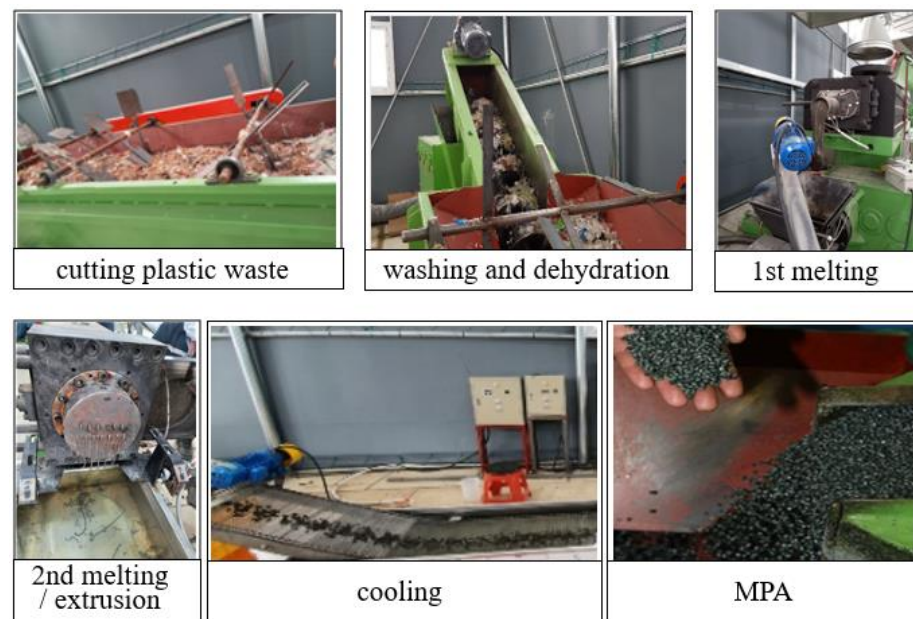 cutting plastic waste
washing and dehydration
1st melting
2nd melting
/ extrusion
cooling
MPA